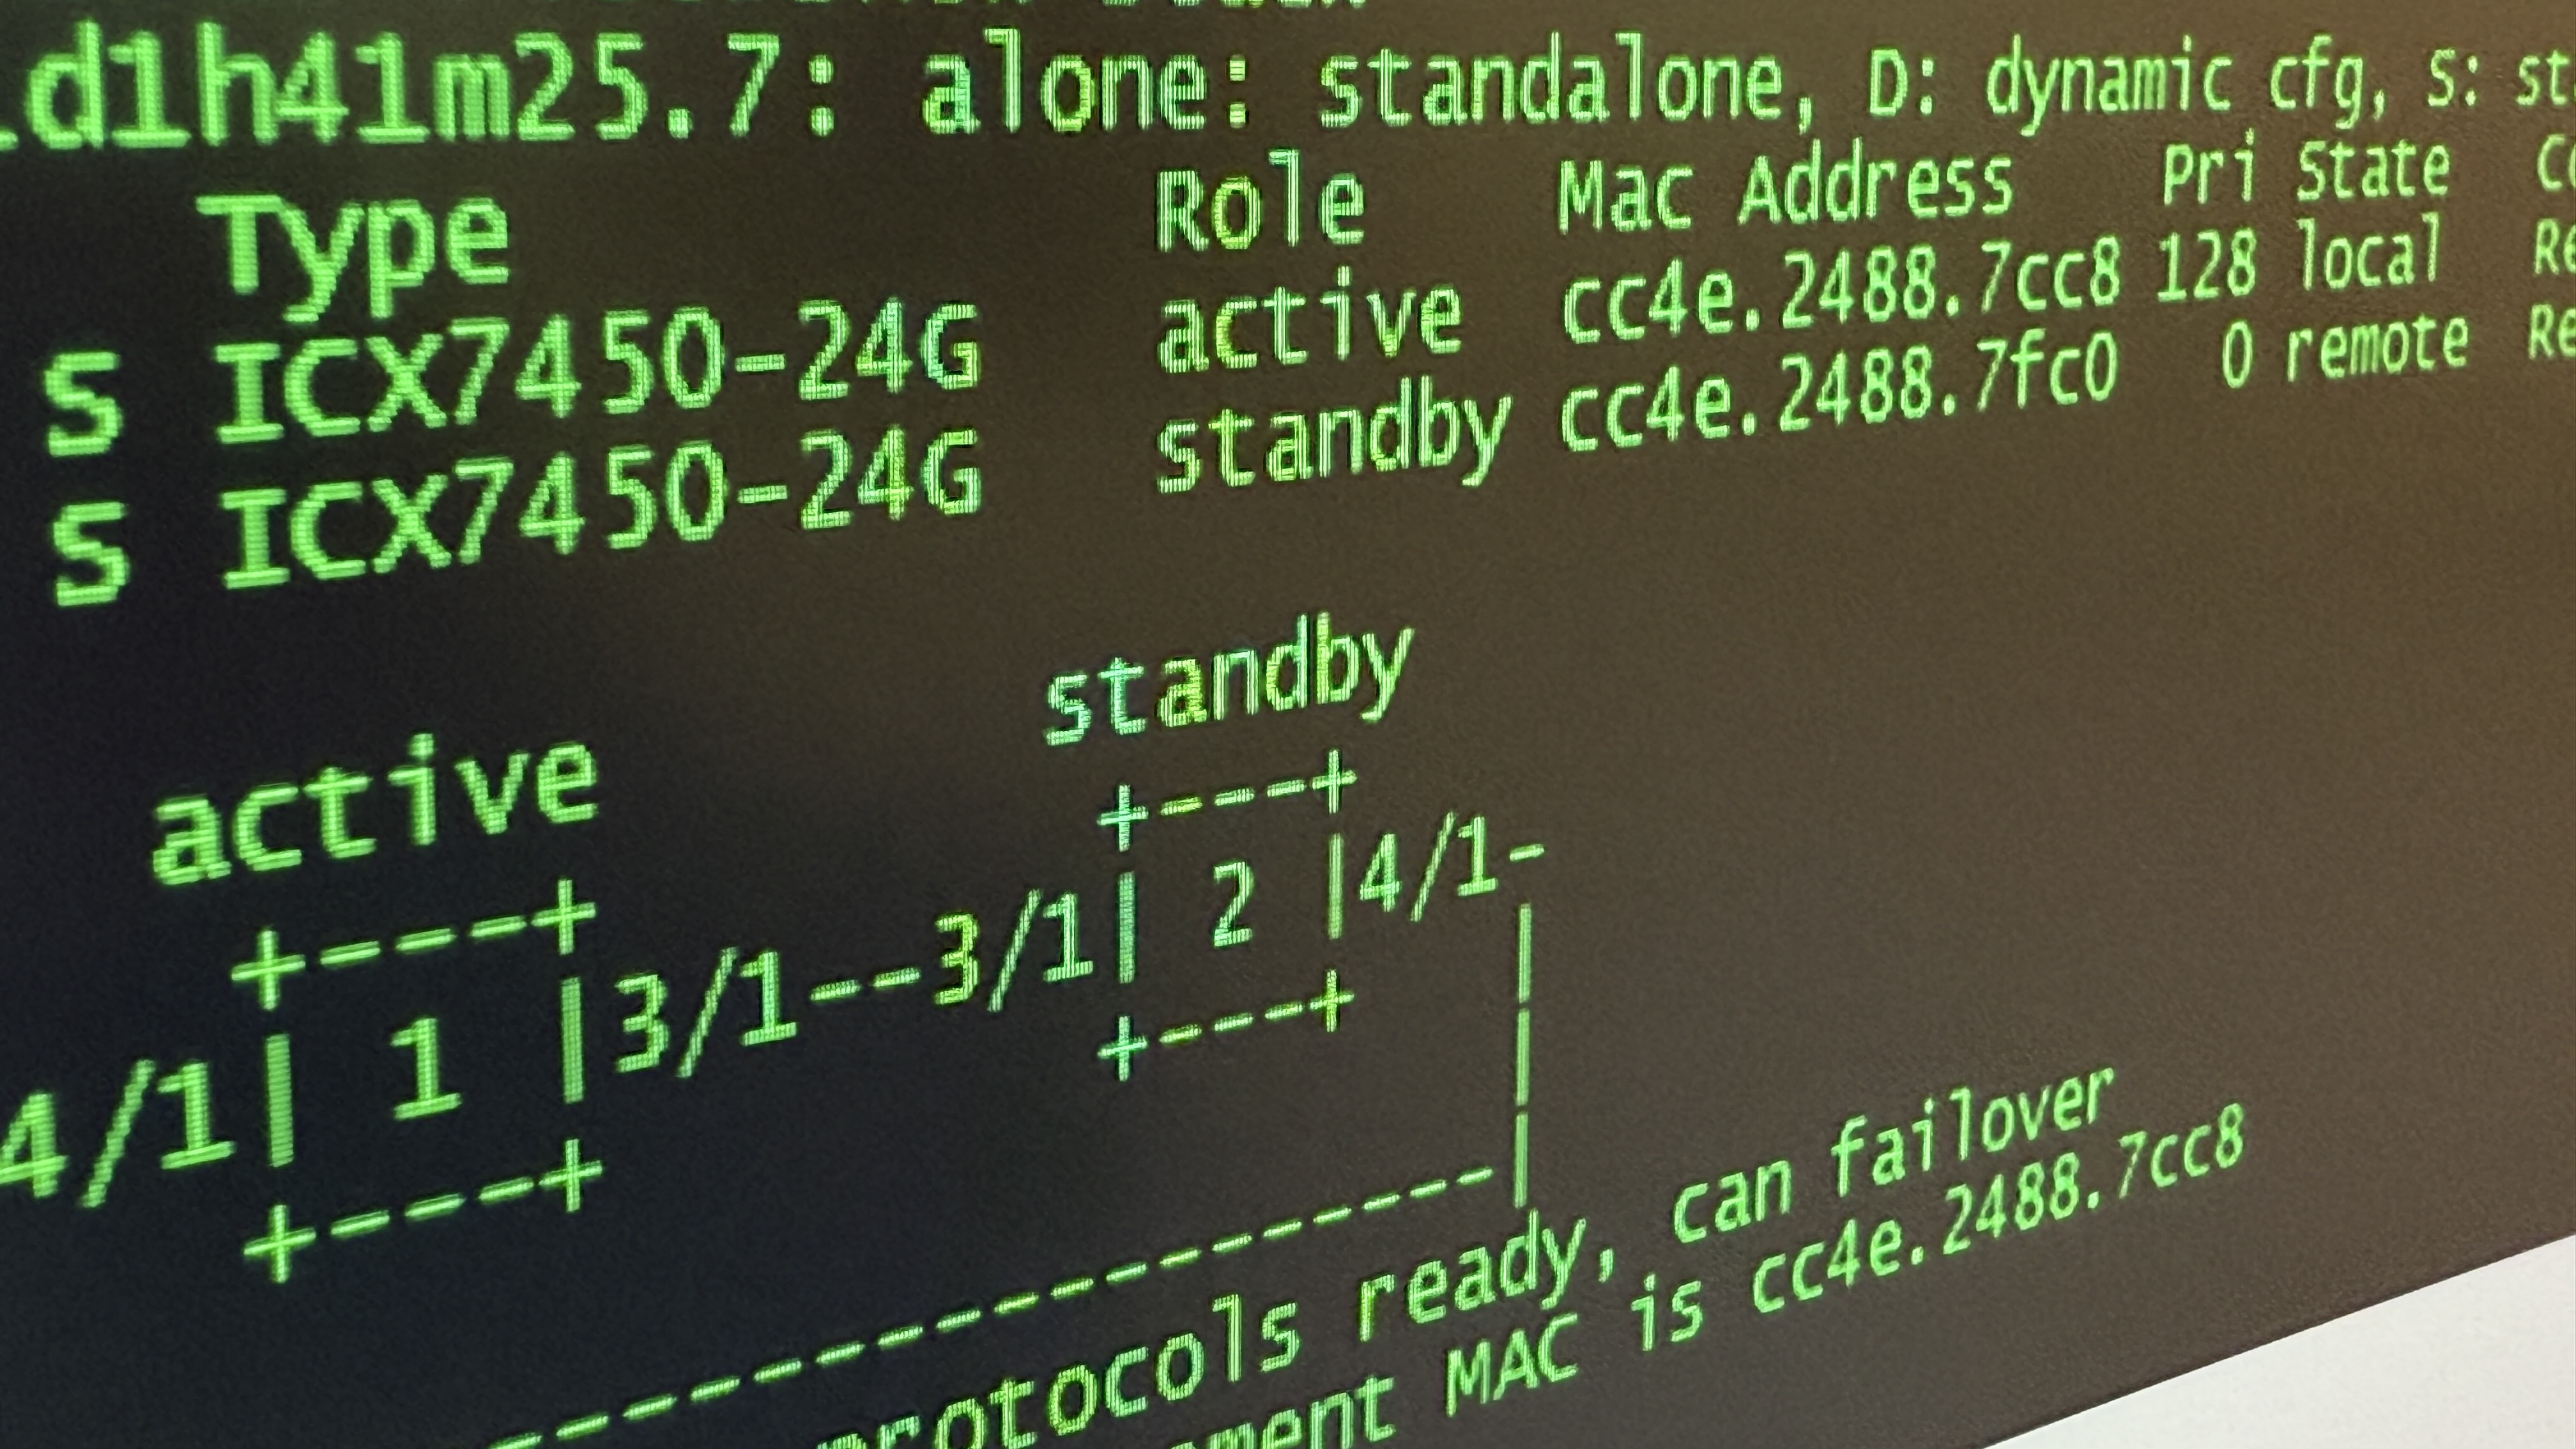 d1h41m25.7: alone: standalone, D: dynamic cfg, S:
Type Role Mac Address Pri State
S ICX7450-24G active cc4e.2488.7cc8 128 local
S ICX7450-24G standby cc4e.2488.7fc0 0 remote
active standby
+----+ +----+
4/1| 1 |3/1--3/1| 2 |4/1-
+----+ +----+ |
|
-------------------|
protocols ready, can failover
MAC is cc4e.2488.7cc8